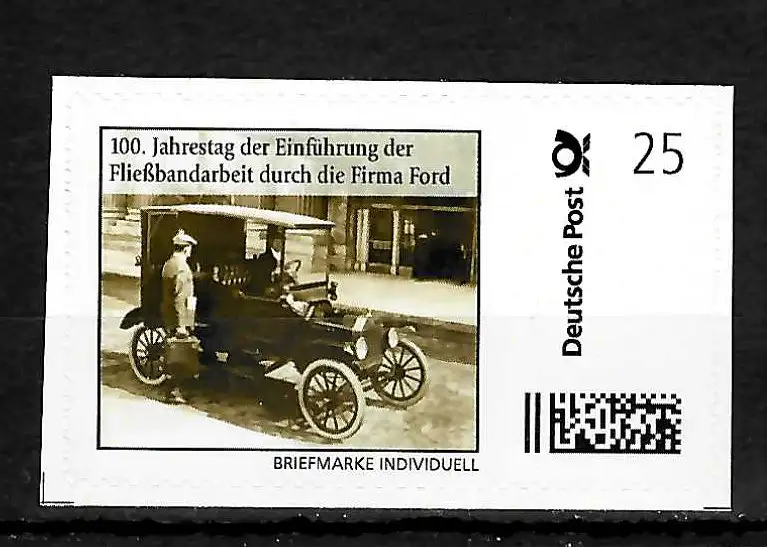 100. Jahrestag der Einführung der
Fließbandarbeit durch die Firma Ford
BRIEFMARKE INDIVIDUELL
Deutsche Post
25